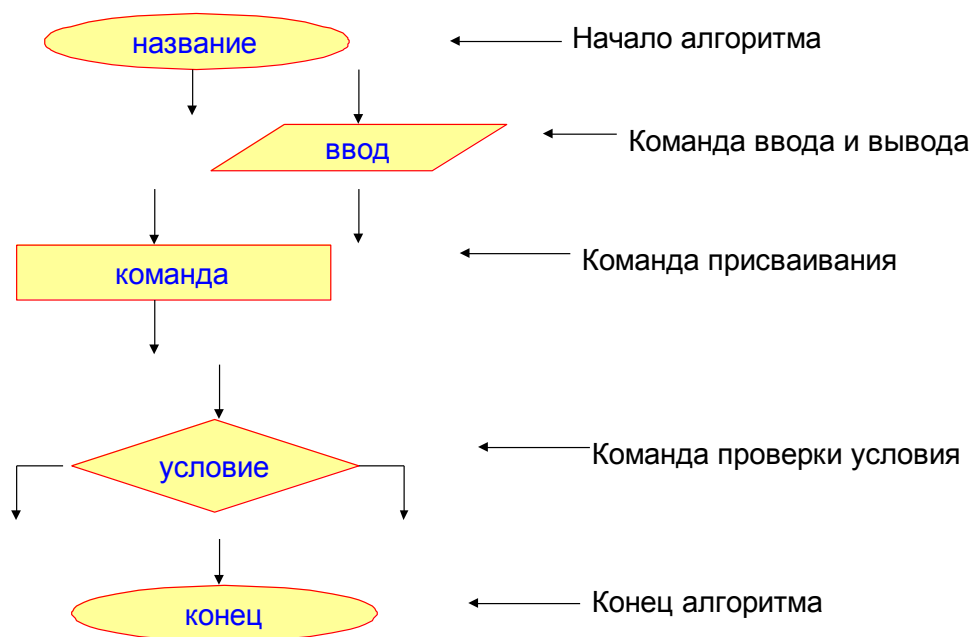 название
Начало алгоритма
ввод
Команда ввода и вывода
команда
Команда присваивания
условие
Команда проверки условия
конец
Конец алгоритма